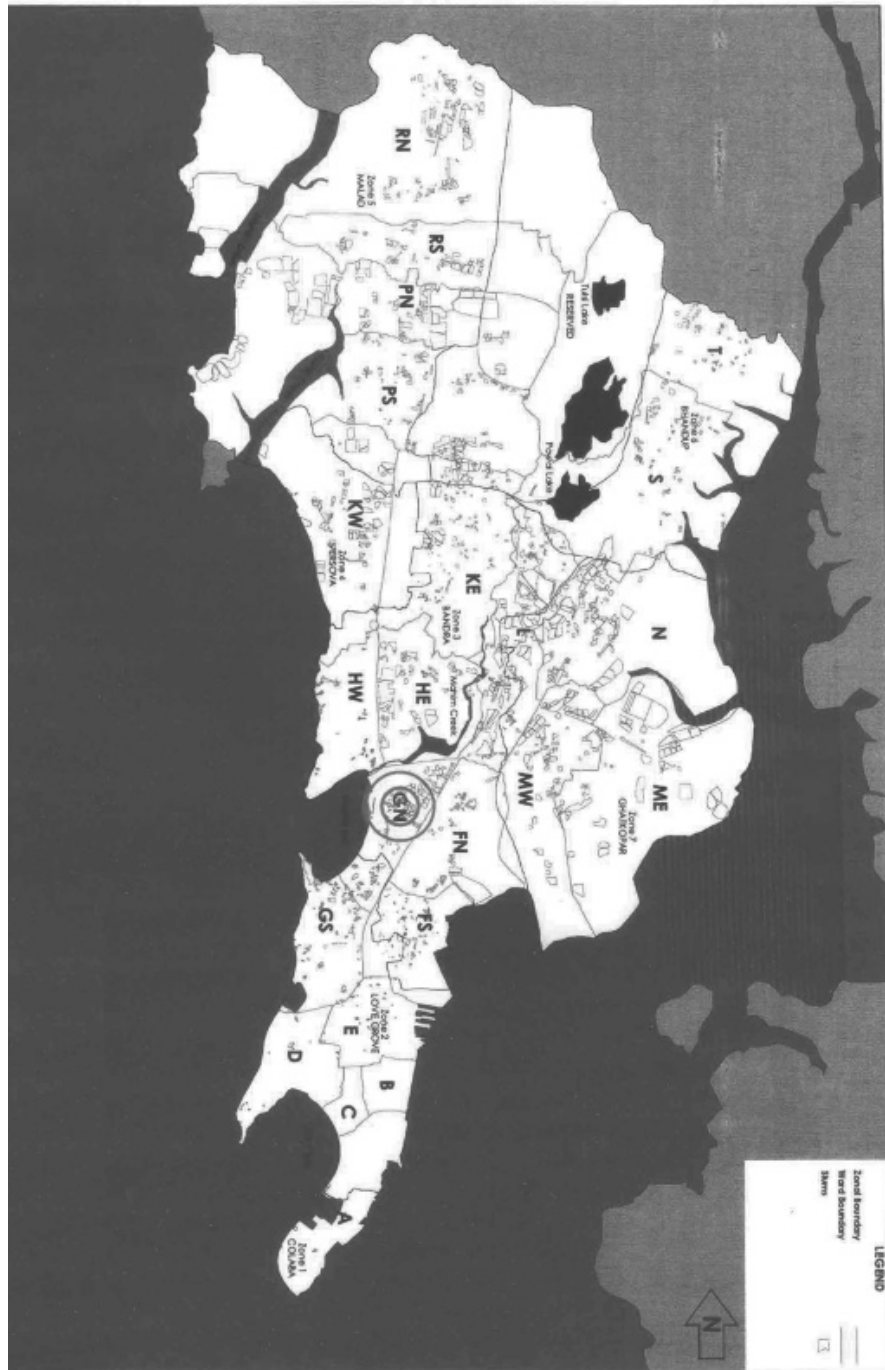 LEGEND
Zonal Boundary
Ward Boundary
Slums
N
RN
Zone 5
MALAD
RS
PN
PS
Tulsi Lake
RESERVED
Powai Lake
T
Zone 6
BHANDUP
S
KW
Zone 4
VERSOVA
KE
Zone 3
BANDRA
L
N
HW
HE
Mahim Creek
MW
ME
Zone 7
GHATKOPAR
GN
FN
GS
FS
Zone 2
LOVE GROVE
E
D
B
C
A
Zone 1
COLABA